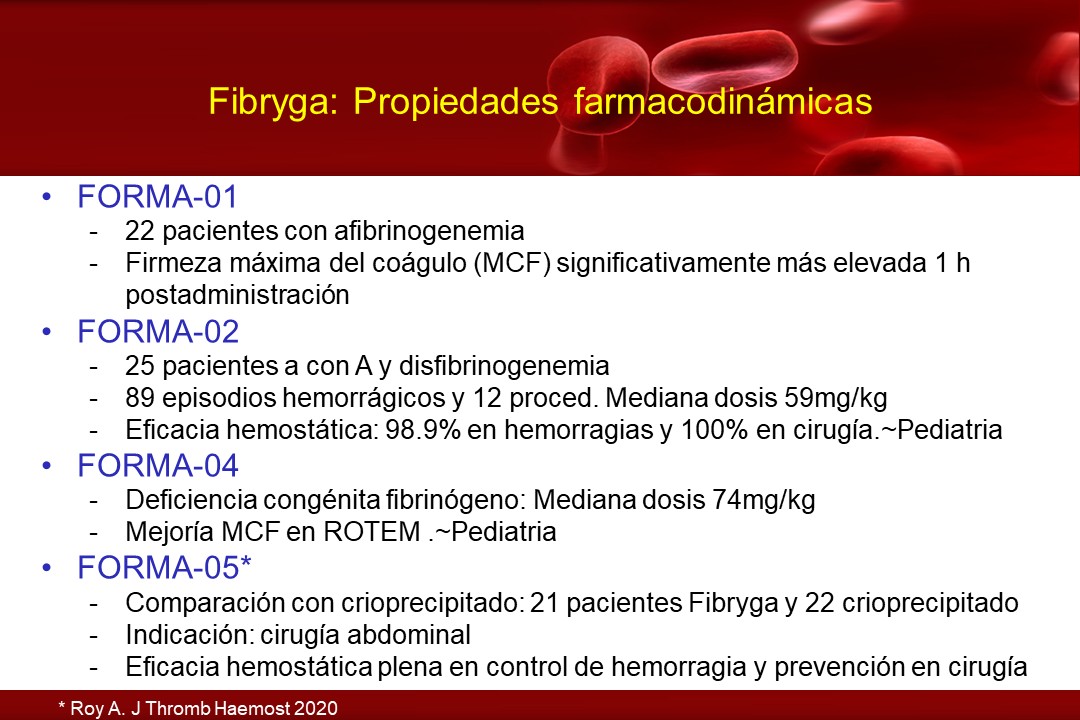 Fibryga: Propiedades farmacodinámicas
• FORMA-01
- 22 pacientes con afibrinogenemia
- Firmeza máxima del coágulo (MCF) significativamente más elevada 1 h
postadministración
• FORMA-02
- 25 pacientes a con A y disfibrinogenemia
- 89 episodios hemorrágicos y 12 proced. Mediana dosis 59mg/kg
- Eficacia hemostática: 98.9% en hemorragias y 100% en cirugía.~Pediatria
• FORMA-04
- Deficiencia congénita fibrinógeno: Mediana dosis 74mg/kg
- Mejoría MCF en ROTEM .~Pediatria
• FORMA-05*
- Comparación con crioprecipitado: 21 pacientes Fibryga y 22 crioprecipitado
- Indicación: cirugía abdominal
- Eficacia hemostática plena en control de hemorragia y prevención en cirugía
* Roy A. J Thromb Haemost 2020